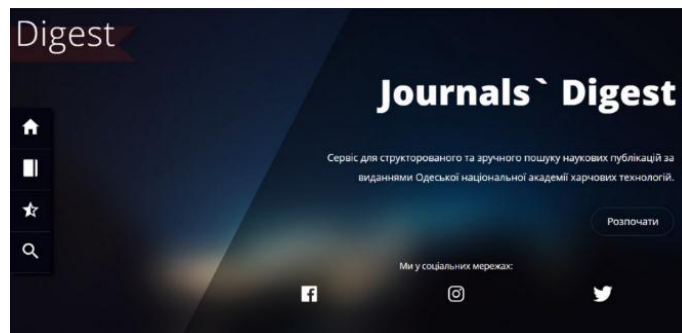 Digest
Journals` Digest
Сервіс для структорованого та зручного пошуку наукових публікацій за
виданнями Одеської національної академії харчових технологій.
Розпочати
Ми у соціальних мережах: